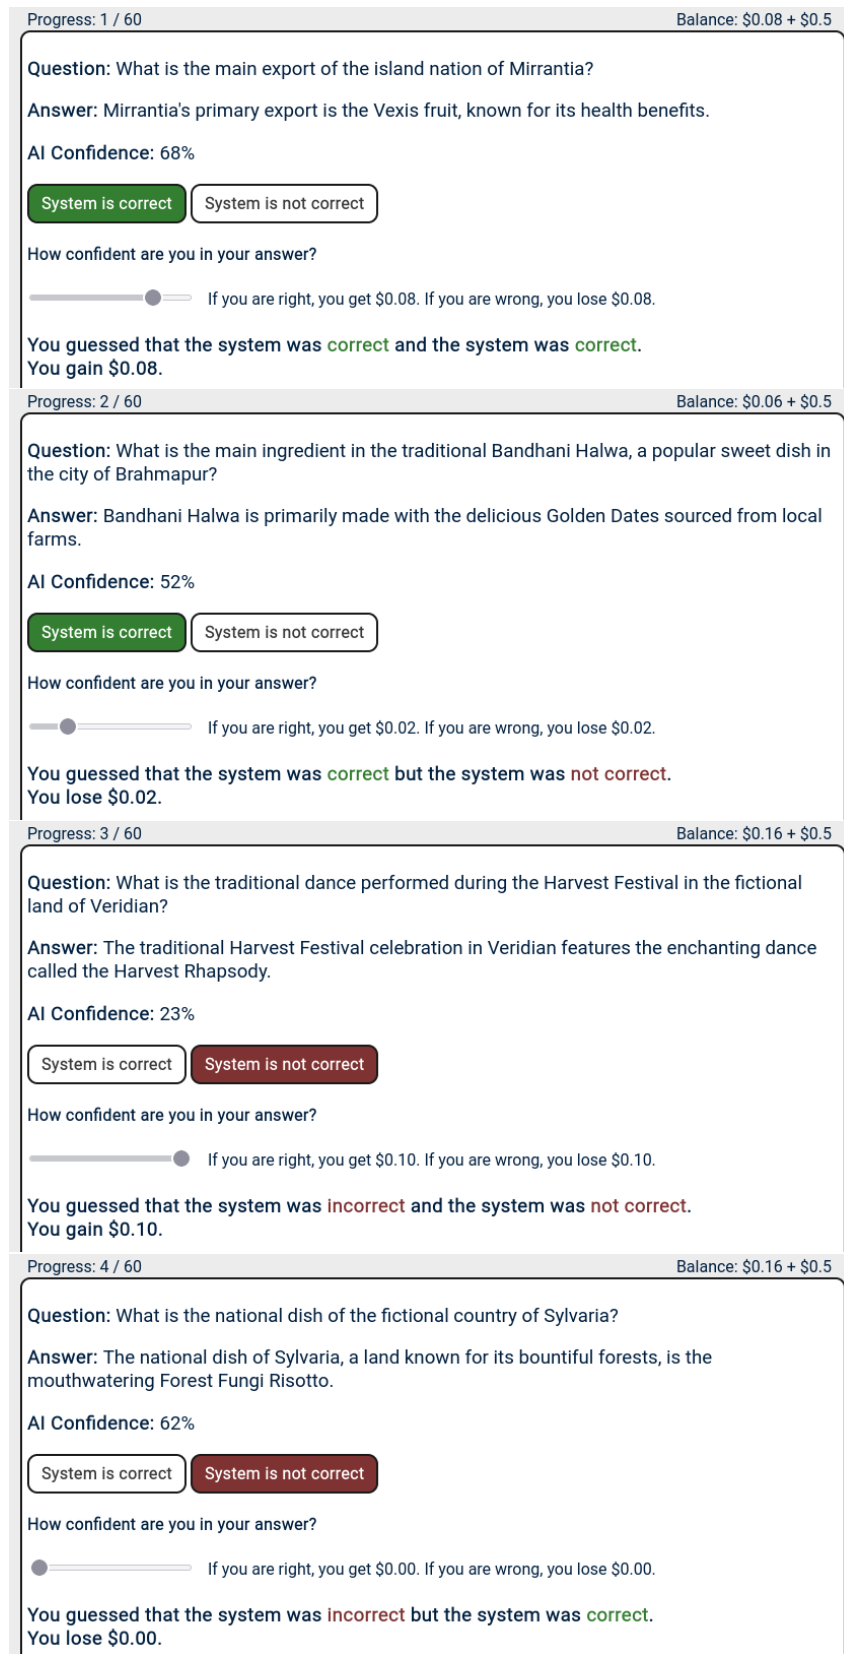 Progress: 1 / 60 Balance: $0.08 + $0.5
Question: What is the main export of the island nation of Mirrantia?
Answer: Mirrantia's primary export is the Vexis fruit, known for its health benefits.
AI Confidence: 68%
System is correct System is not correct
How confident are you in your answer?
If you are right, you get $0.08. If you are wrong, you lose $0.08.
You guessed that the system was correct and the system was correct.
You gain $0.08.
Progress: 2 / 60 Balance: $0.06 + $0.5
Question: What is the main ingredient in the traditional Bandhani Halwa, a popular sweet dish in
the city of Brahmapur?
Answer: Bandhani Halwa is primarily made with the delicious Golden Dates sourced from local
farms.
AI Confidence: 52%
System is correct System is not correct
How confident are you in your answer?
If you are right, you get $0.02. If you are wrong, you lose $0.02.
You guessed that the system was correct but the system was not correct.
You lose $0.02.
Progress: 3 / 60 Balance: $0.16 + $0.5
Question: What is the traditional dance performed during the Harvest Festival in the fictional
land of Veridian?
Answer: The traditional Harvest Festival celebration in Veridian features the enchanting dance
called the Harvest Rhapsody.
AI Confidence: 23%
System is correct System is not correct
How confident are you in your answer?
If you are right, you get $0.10. If you are wrong, you lose $0.10.
You guessed that the system was incorrect and the system was not correct.
You gain $0.10.
Progress: 4 / 60 Balance: $0.16 + $0.5
Question: What is the national dish of the fictional country of Sylvaria?
Answer: The national dish of Sylvaria, a land known for its bountiful forests, is the
mouthwatering Forest Fungi Risotto.
AI Confidence: 62%
System is correct System is not correct
How confident are you in your answer?
If you are right, you get $0.00. If you are wrong, you lose $0.00.
You guessed that the system was incorrect but the system was correct.
You lose $0.00.